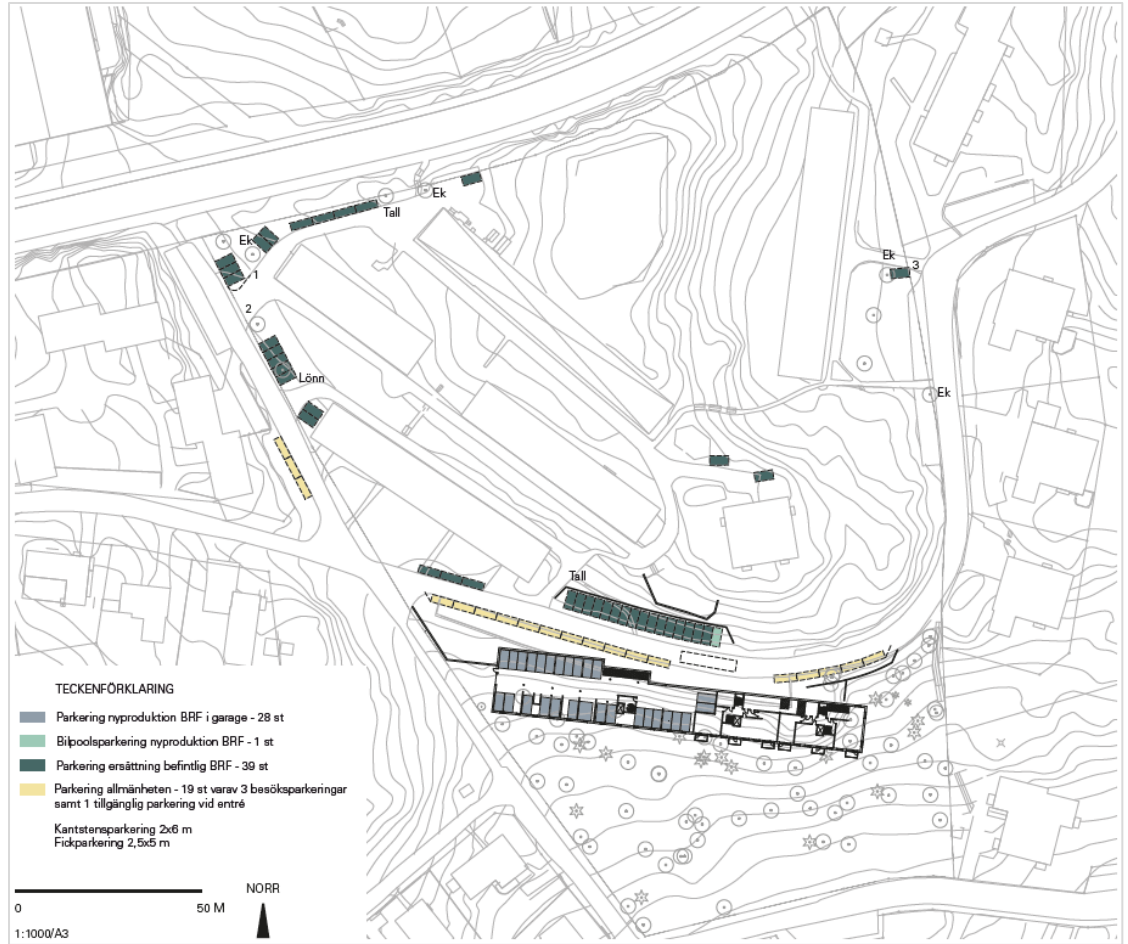 Ek
Tall
Ek
1
Ek
3
2
Lönn
Ek
Tall
TECKENFÖRKLARING
Parkering nyproduktion BRF i garage - 28 st
Bilpoolsparkering nyproduktion BRF - 1 st
Parkering ersättning befintlig BRF - 39 st
Parkering allmänheten - 19 st varav 3 besöksparkeringar
samt 1 tillgänglig parkering vid entré
Kantstensparkering 2x6 m
Fickparkering 2,5x5 m
NORR
0 50 M
1:1000/A3